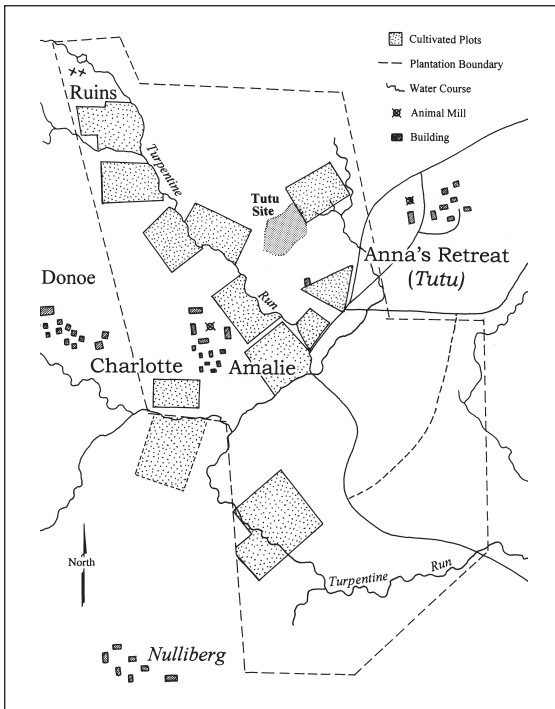 Cultivated Plots
Plantation Boundary
Water Course
Animal Mill
Building
Ruins
Turpentine
Run
Tutu
Site
Anna's Retreat
(Tutu)
Donoe
Charlotte
Amalie
North
Turpentine
Run
Nulliberg